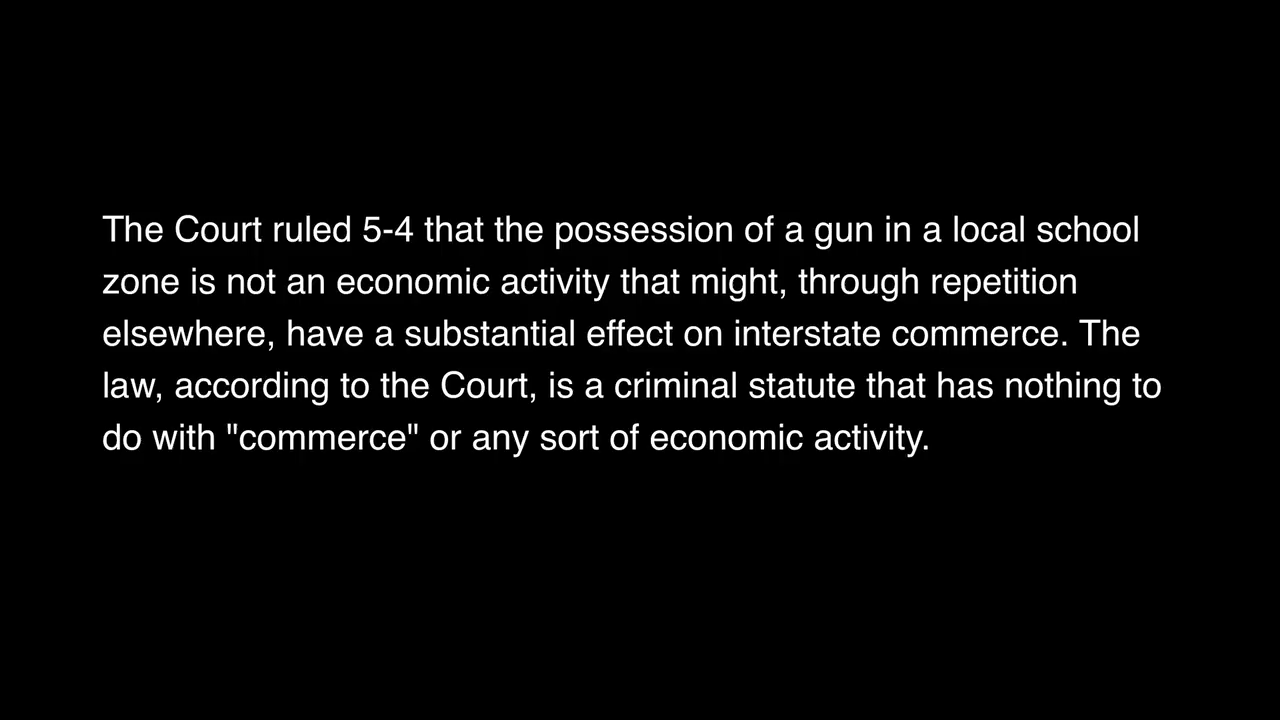 The Court ruled 5-4 that the possession of a gun in a local school
zone is not an economic activity that might, through repetition
elsewhere, have a substantial effect on interstate commerce. The
law, according to the Court, is a criminal statute that has nothing to
do with "commerce" or any sort of economic activity.